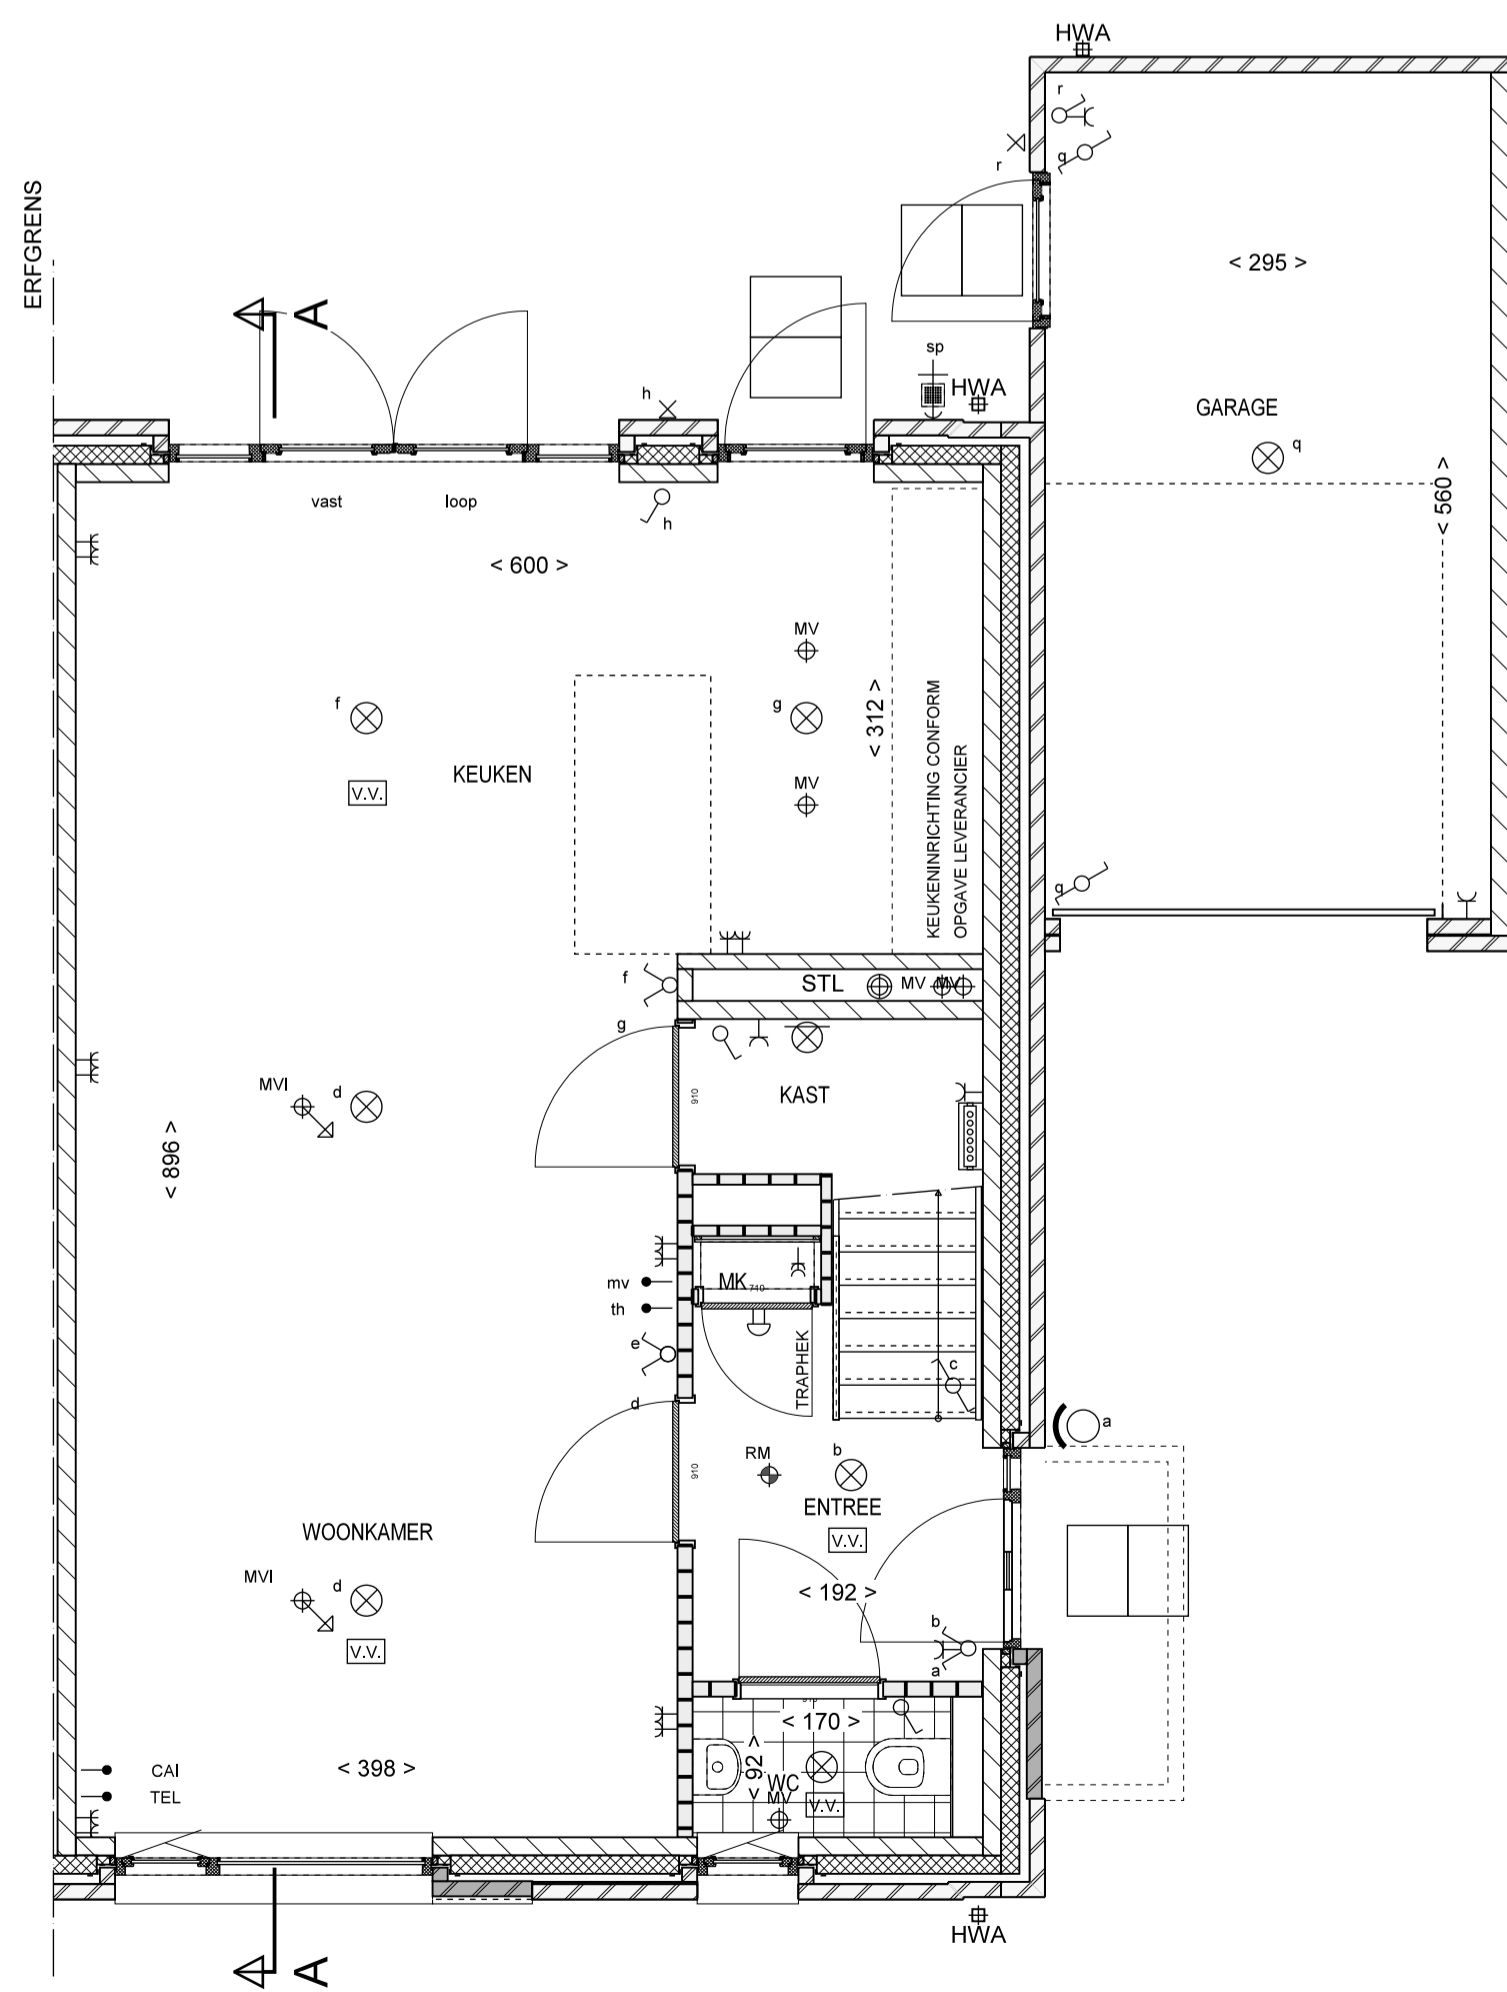 HWA
ERFGRENS
r
q
r
< 295 >
A
sp
h
HWA
GARAGE
q
vast
loop
h
< 560 >
< 600 >
MV
f
g
< 312 >
KEUKEN
V.V.
MV
KEUKENINRICHTING CONFORM
OPGAVE LEVERANCIER
q
f
STL
MV
MV
g
KAST
910
MVI
d
< 896 >
mv
MK
710
th
e
TRAPHEK
c
d
a
RM
b
910
ENTREE
WOONKAMER
V.V.
MVI
d
< 192 >
b
V.V.
a
910
< 170 >
< 92 >
CAI
< 398 >
WC
TEL
MV
V.V.
HWA
A